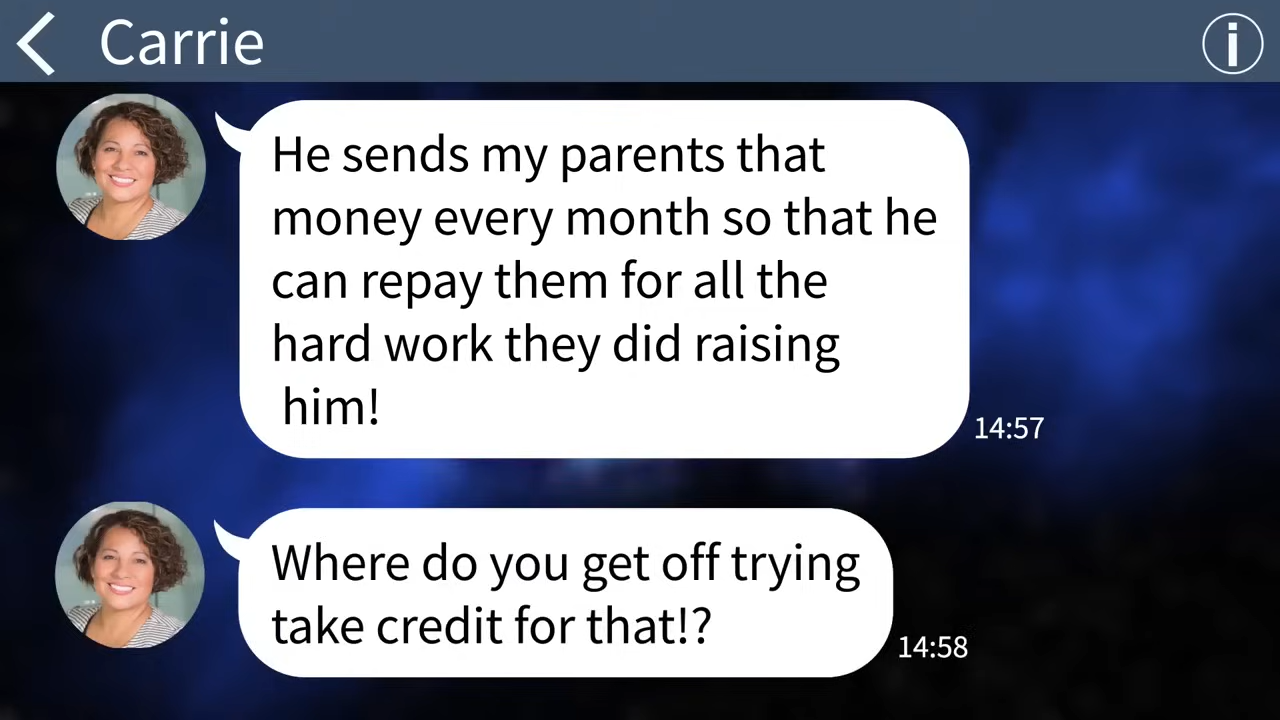 Carrie
He sends my parents that
money every month so that he
can repay them for all the
hard work they did raising
him!
14:57
Where do you get off trying
take credit for that!?
14:58